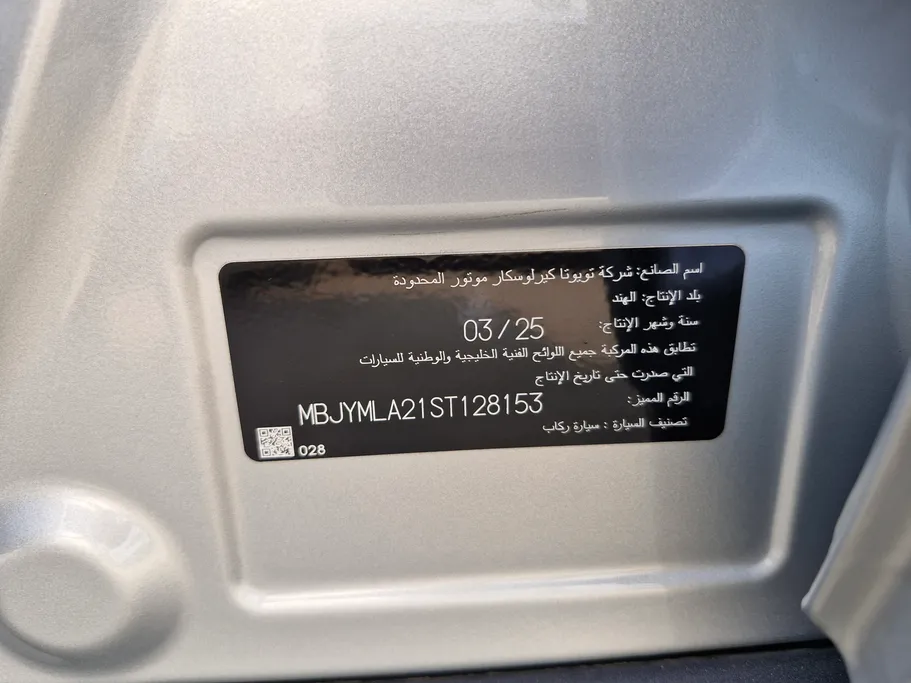 اسم الصانع: شركة تويوتا كيرلوسكار موتور المحدودة
بلد الإنتاج: الهند
سنة وشهر الإنتاج: 03/25
تطابق هذه المركبة جميع اللوائح الفنية الخليجية والوطنية للسيارات
التي صدرت حتى تاريخ الإنتاج
الرقم المميز: MBJYMLA21ST128153
تصنيف السيارة : سيارة ركاب
028